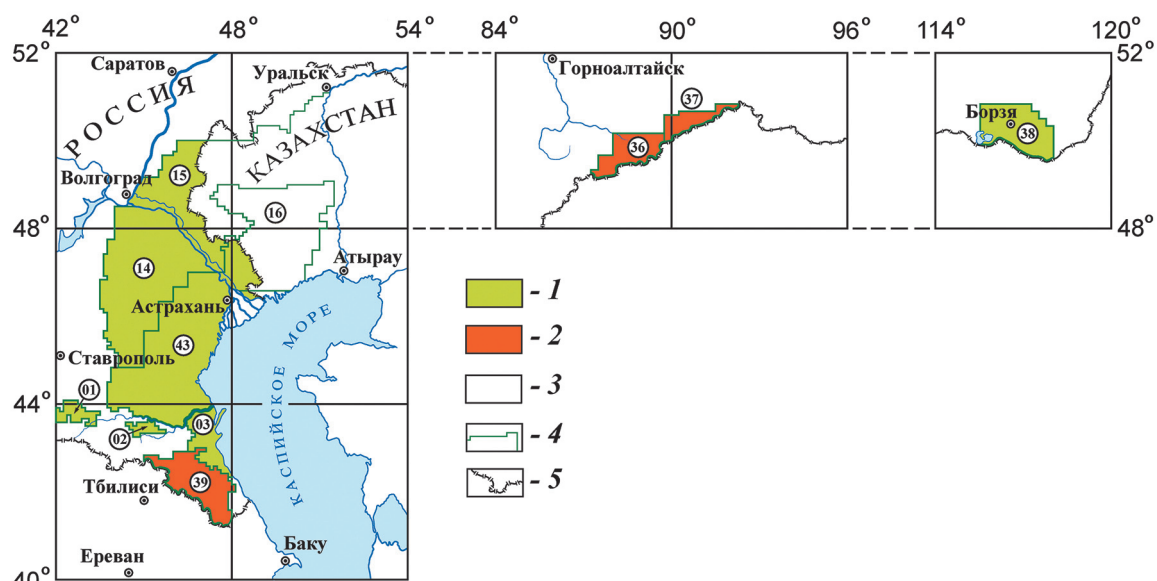 42° 48° 54° 84° 90° 96° 114° 120°
52° 52°
Саратов
Уральск
РОССИЯ
КАЗАХСТАН
Горноалтайск
37
36
Борзя
38
15
Волгоград
16
48° 48°
14
Атырау
Астрахань
43
Ставрополь
01
44°
02
03
КАСПИЙСКОЕ МОРЕ
39
Тбилиси
Ереван
Баку
40°
- 1
- 2
- 3
- 4
- 5